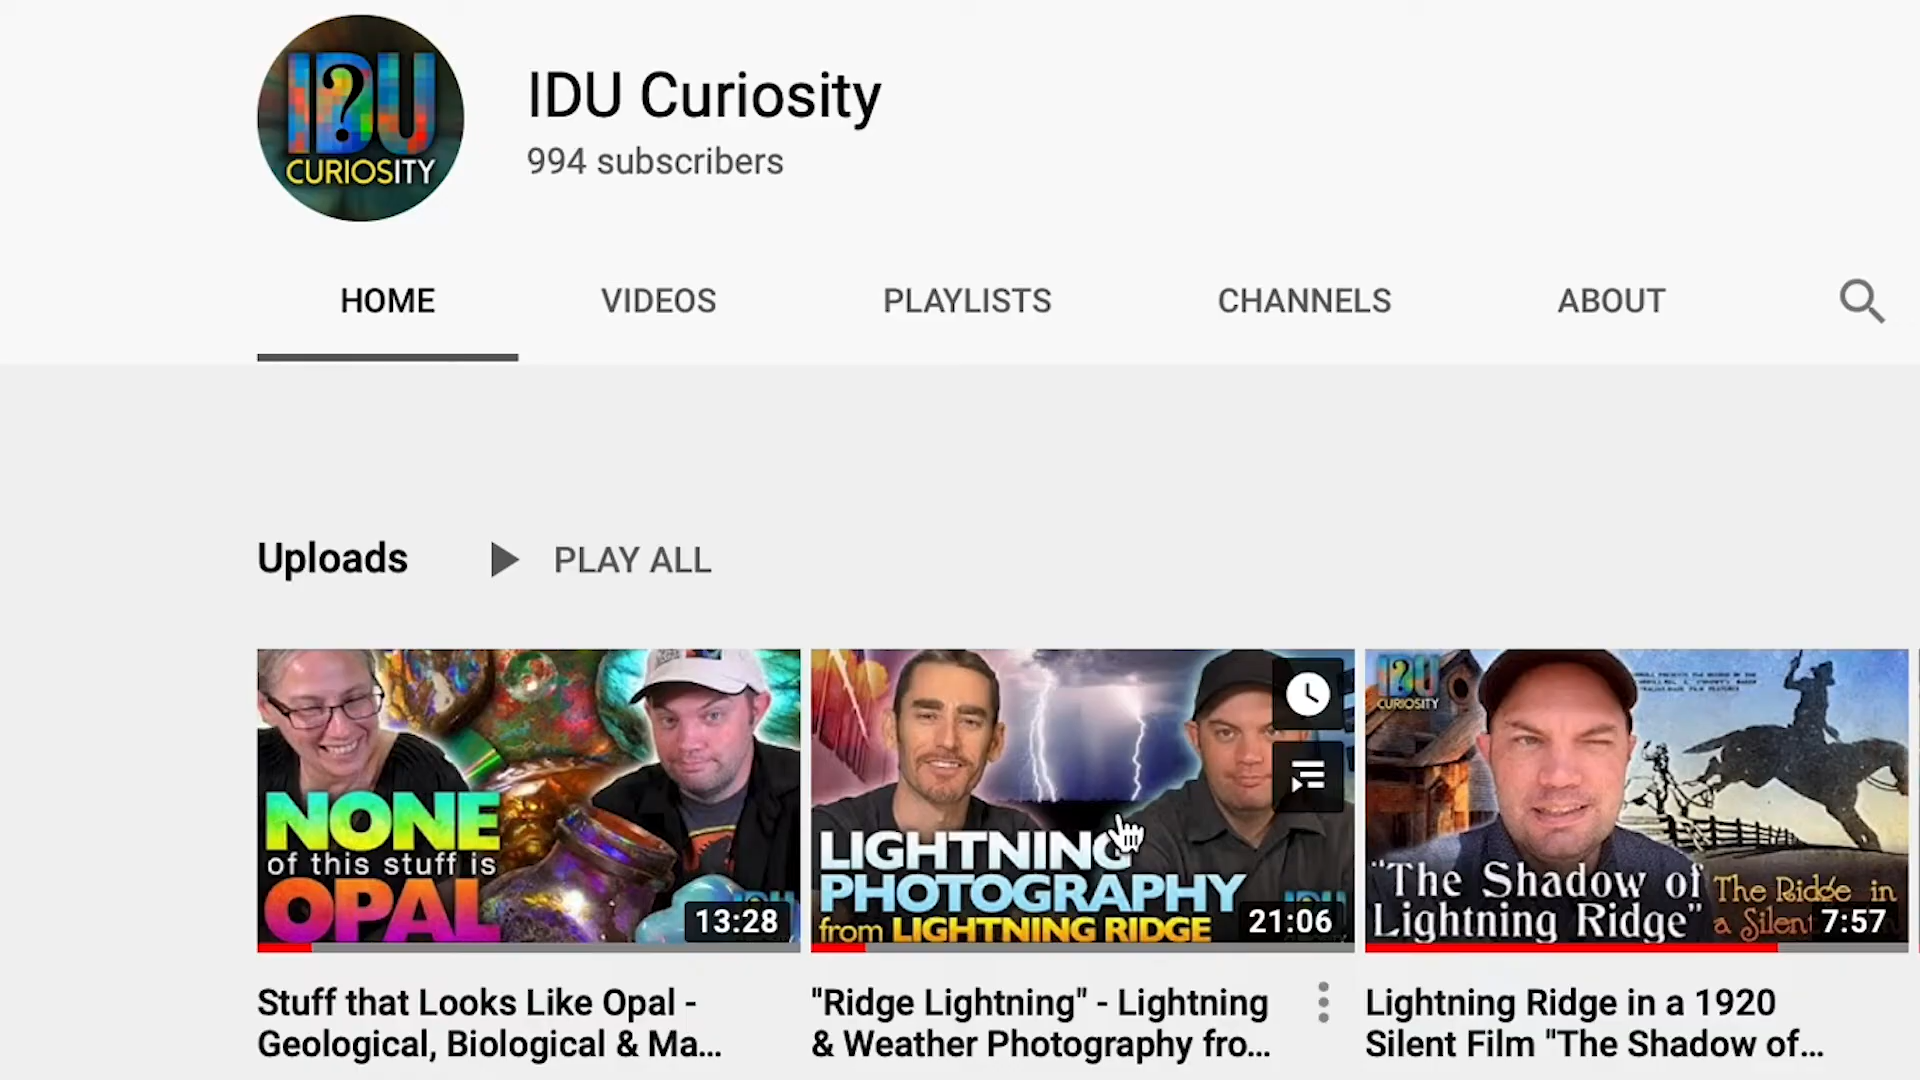 IDU
CURIOSITY
IDU Curiosity
994 subscribers
HOME
VIDEOS
PLAYLISTS
CHANNELS
ABOUT
Uploads
PLAY ALL
NONE
of this stuff is
OPAL
13:28
LIGHTNING
PHOTOGRAPHY
from LIGHTNING RIDGE
21:06
IDU
CURIOSITY
"The Shadow of
Lightning Ridge"
The Ridge in
a Silent
7:57
Stuff that Looks Like Opal -
Geological, Biological & Ma...
"Ridge Lightning" - Lightning
& Weather Photography fro...
Lightning Ridge in a 1920
Silent Film "The Shadow of...